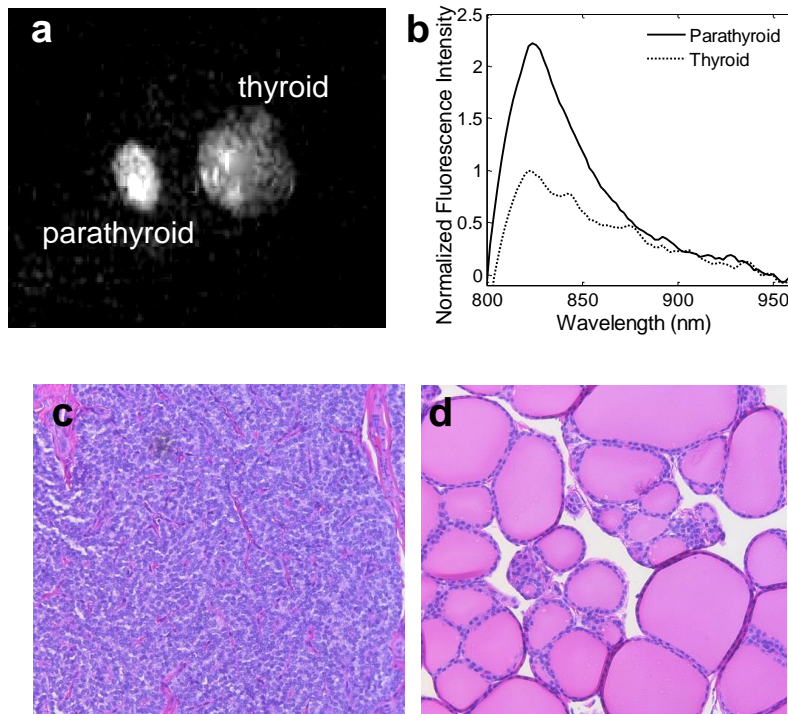 a
thyroid
parathyroid
b
Normalized Fluorescence Intensity
2.5
2
1.5
1
0.5
0
Parathyroid
Thyroid
800
850
900
950
Wavelength (nm)
c
d